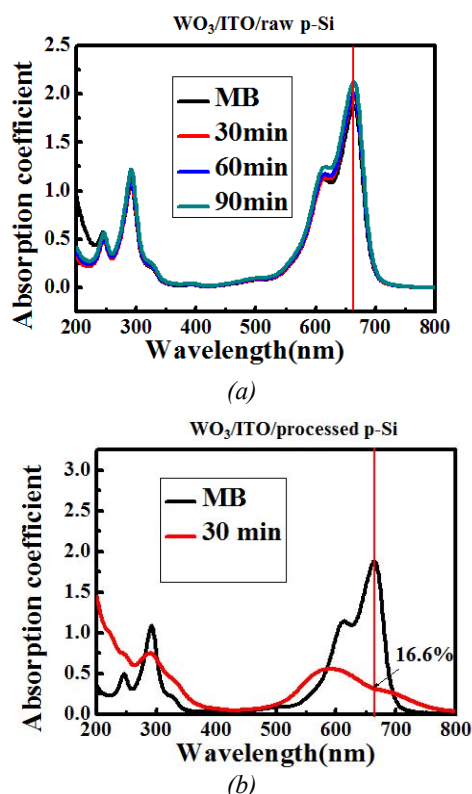 WO₃/ITO/raw p-Si
2.5
2.0
1.5
1.0
0.5
0.0
Absorption coefficient
MB
30min
60min
90min
200 300 400 500 600 700 800
Wavelength(nm)
(a)
WO₃/ITO/processed p-Si
3.0
2.5
2.0
1.5
1.0
0.5
0.0
Absorption coefficient
MB
30 min
16.6%
200 300 400 500 600 700 800
Wavelength(nm)
(b)